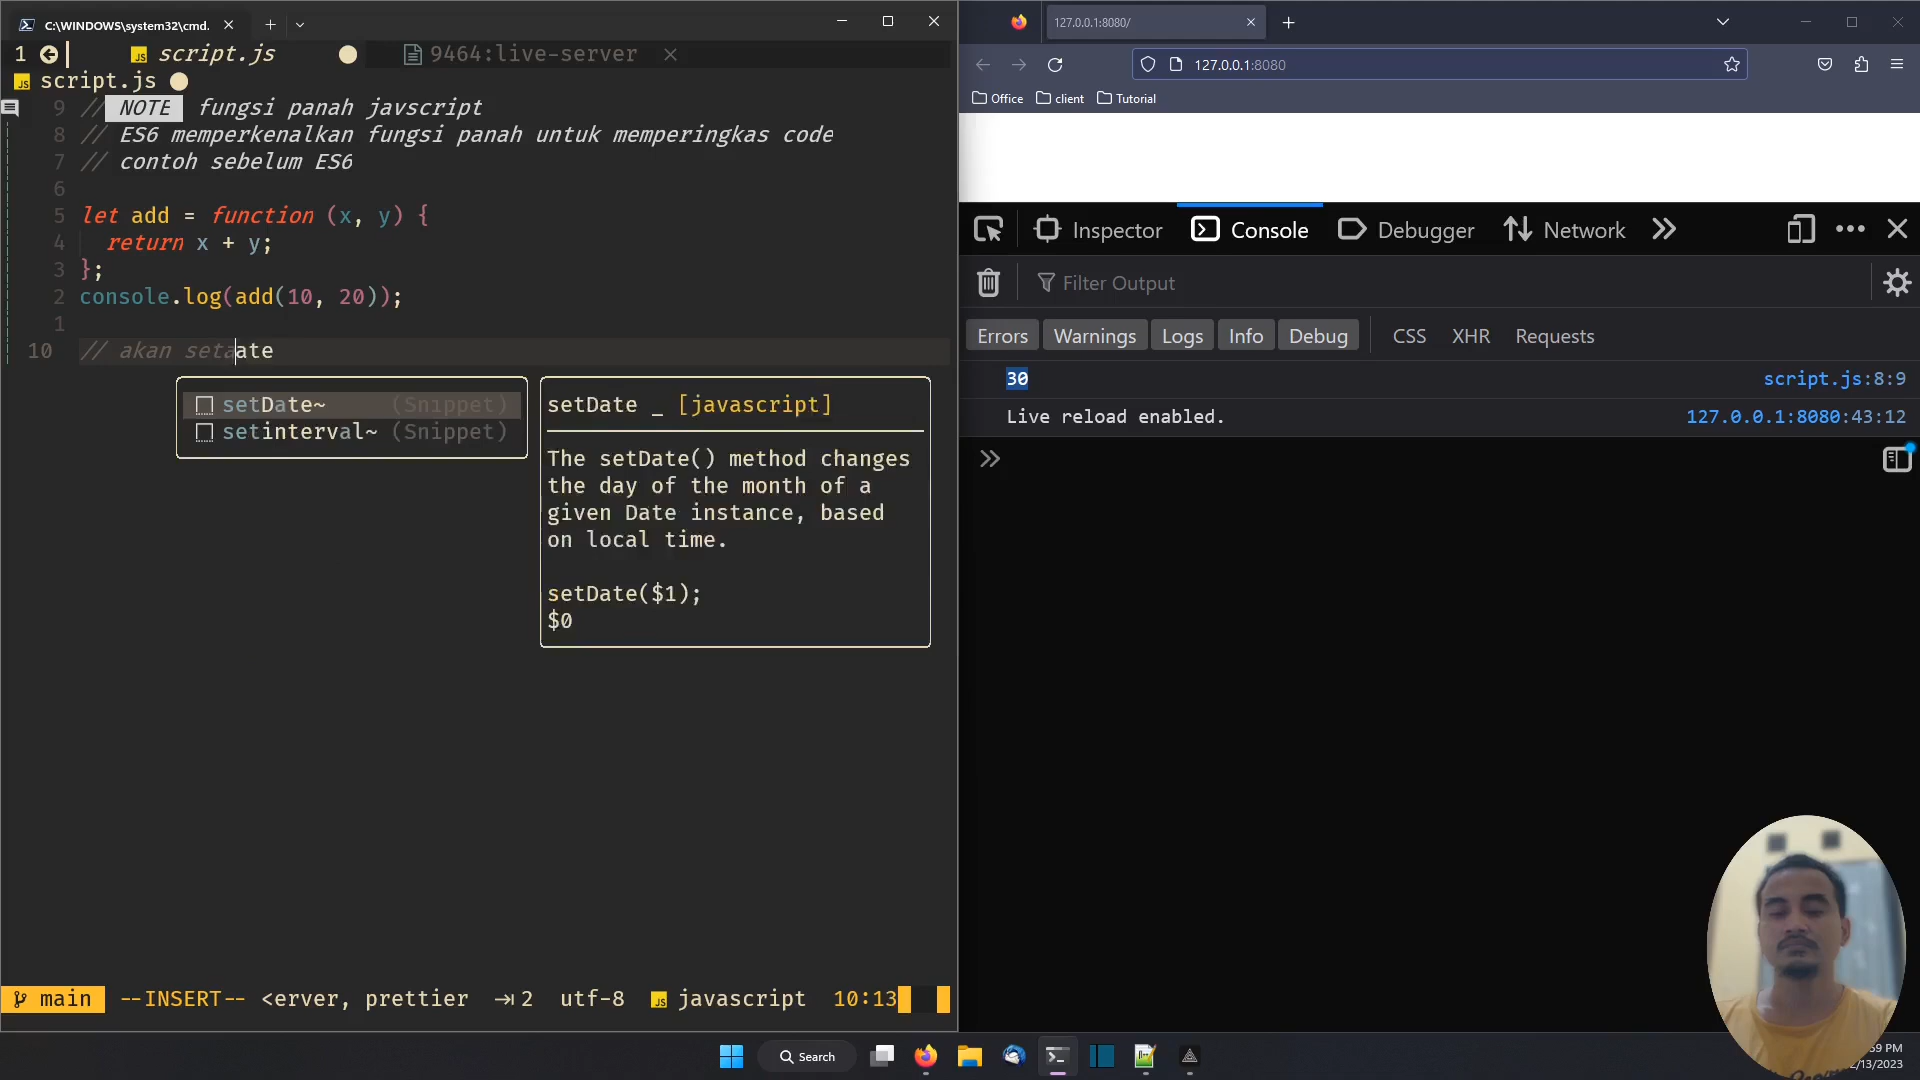 C:\WINDOWS\system32\cmd.
1 script.js 9464:live-server
script.js
9 // NOTE fungsi panah javscript
8 // ES6 memperkenalkan fungsi panah untuk memperingkas code
7 // contoh sebelum ES6
6
5 let add = function (x, y) {
4 return x + y;
3 };
2 console.log(add(10, 20));
1
10 // akan setaate
setDate~ (Snippet)
setinterval~ (Snippet)
setDate _ [javascript]
The setDate() method changes
the day of the month of a
given Date instance, based
on local time.
setDate($1);
$0
main --INSERT-- <erver, prettier 2 utf-8 javascript 10:13
127.0.0.1:8080/
127.0.0.1:8080
Office client Tutorial
Inspector Console Debugger Network
Filter Output
Errors Warnings Logs Info Debug CSS XHR Requests
30 script.js:8:9
Live reload enabled. 127.0.0.1:8080:43:12
Search
59 PM
2/13/2023